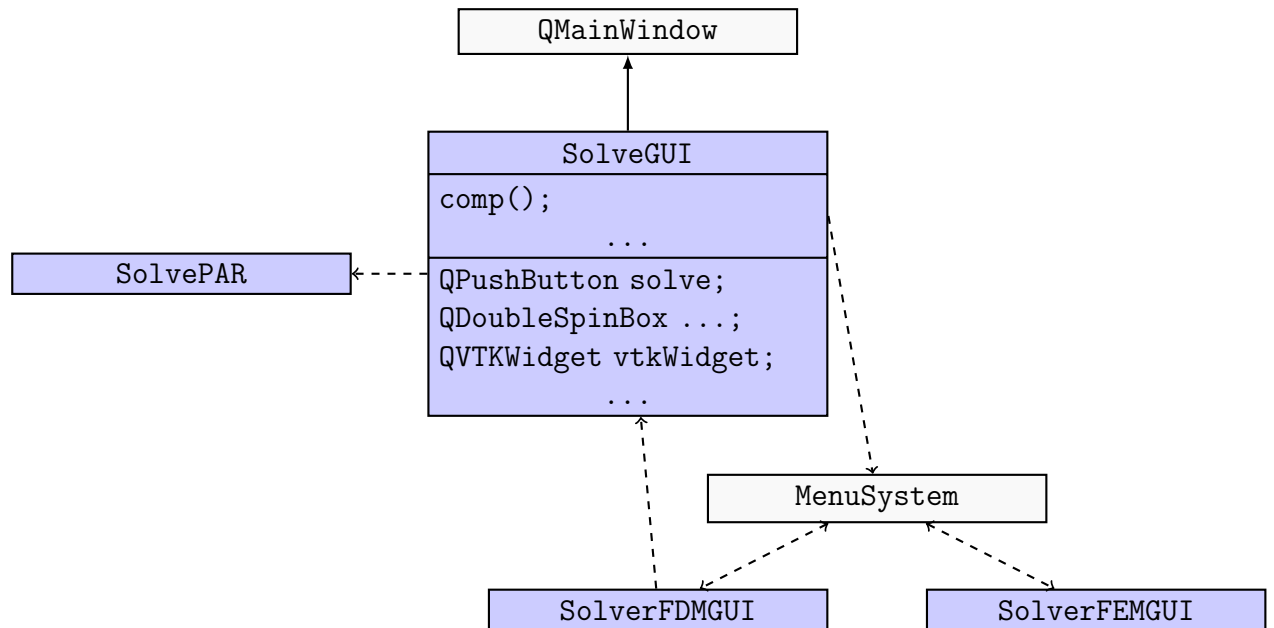 QMainWindow
SolveGUI
comp();
...
SolvePAR
QPushButton solve;
QDoubleSpinBox ...;
QVTKWidget vtkWidget;
...
MenuSystem
SolverFDMGUI
SolverFEMGUI